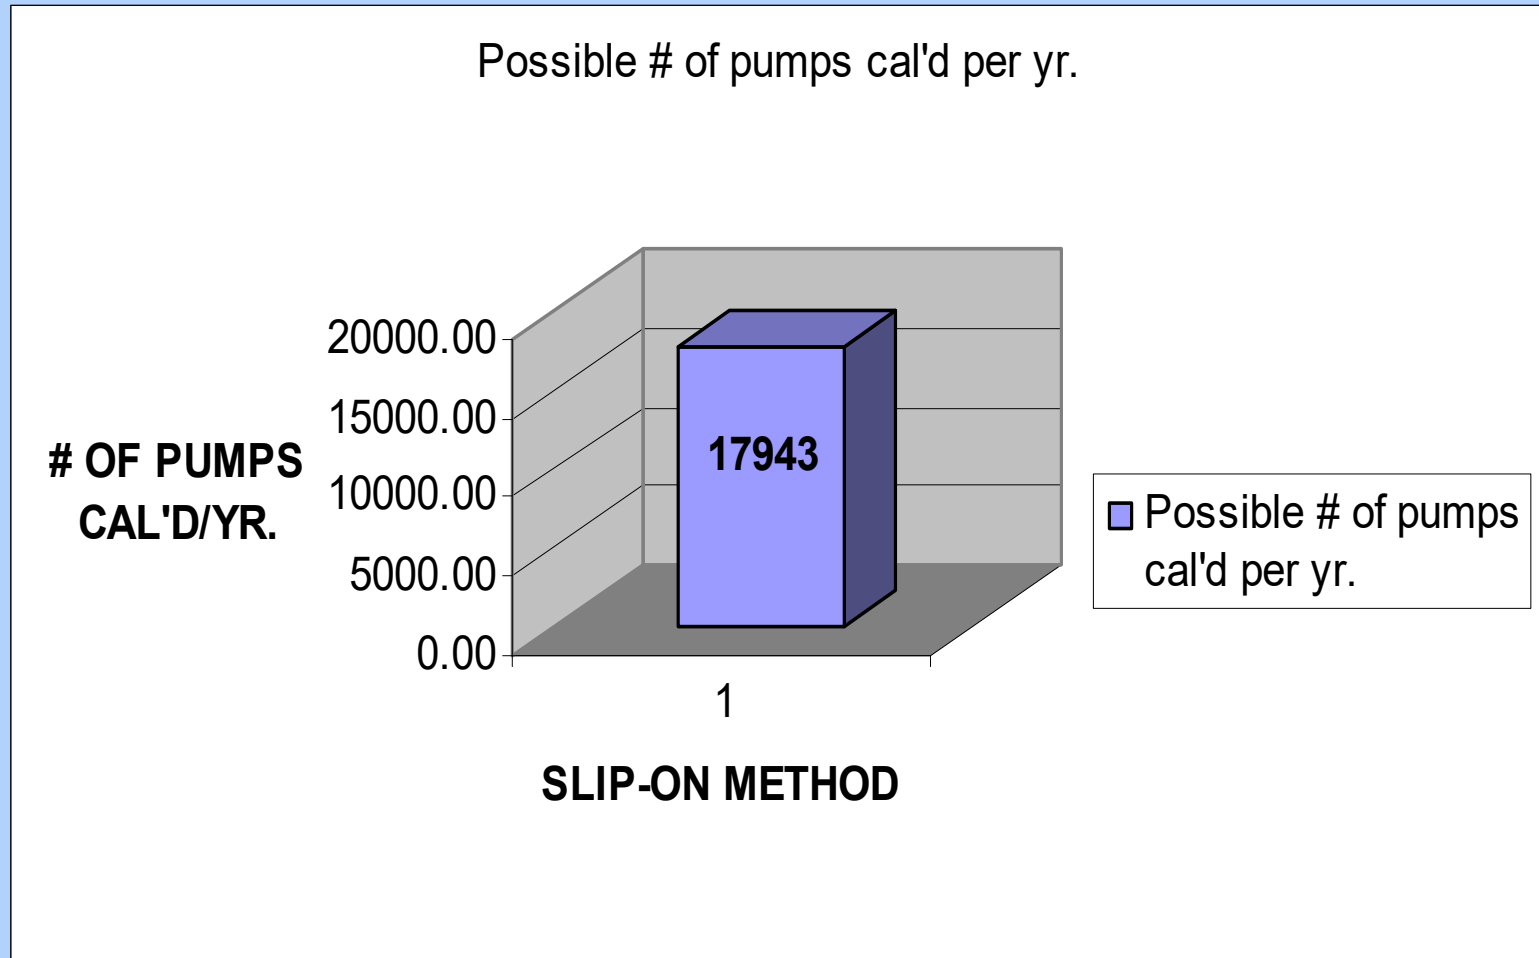 Possible # of pumps cal'd per yr.
20000.00
15000.00
10000.00
5000.00
0.00
# OF PUMPS
CAL'D/YR.
17943
1
SLIP-ON METHOD
Possible # of pumps
cal'd per yr.